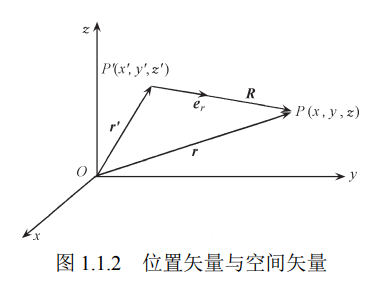 z
P′(x′, y′, z′)
R
e_r
P (x , y , z)
r′
r
O
y
x
图 1.1.2 位置矢量与空间矢量